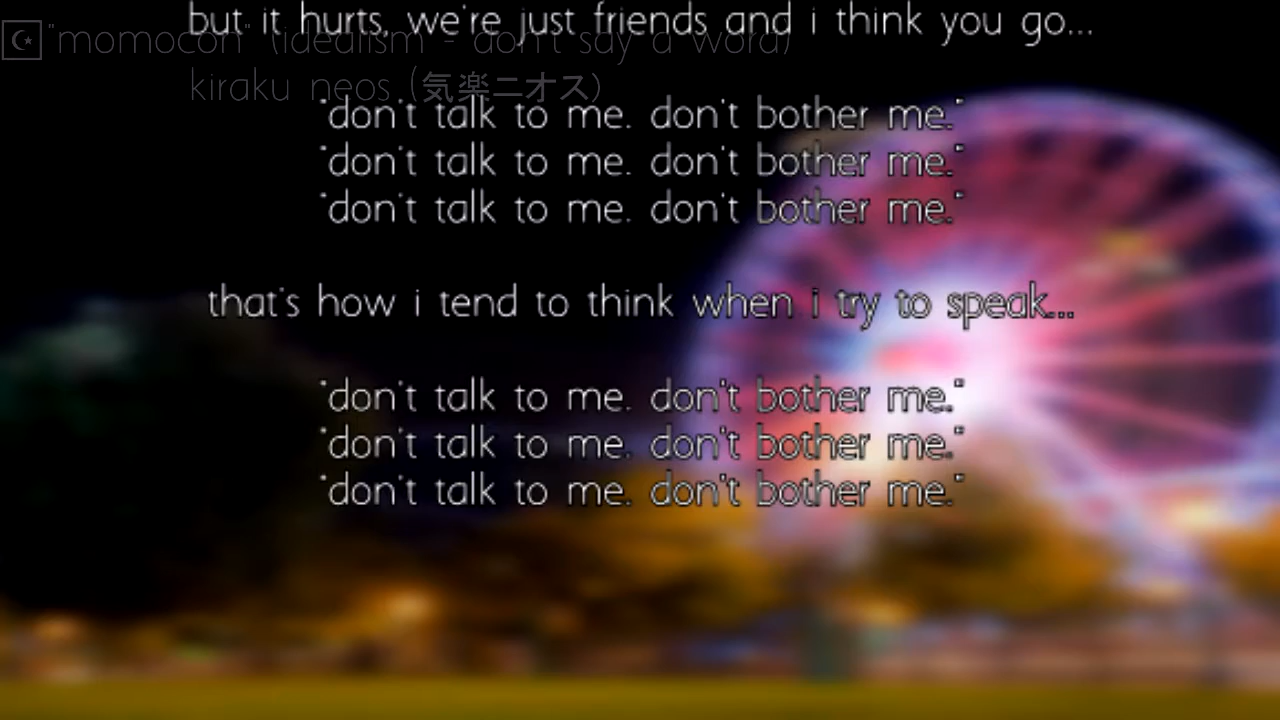 but it hurts, we're just friends and i think you go...
"momocon" (idealism - don't say a word)
kiraku neos (気楽ニオス)
"don't talk to me. don't bother me."
"don't talk to me. don't bother me."
"don't talk to me. don't bother me."
that's how i tend to think when i try to speak...
"don't talk to me. don't bother me."
"don't talk to me. don't bother me."
"don't talk to me. don't bother me."